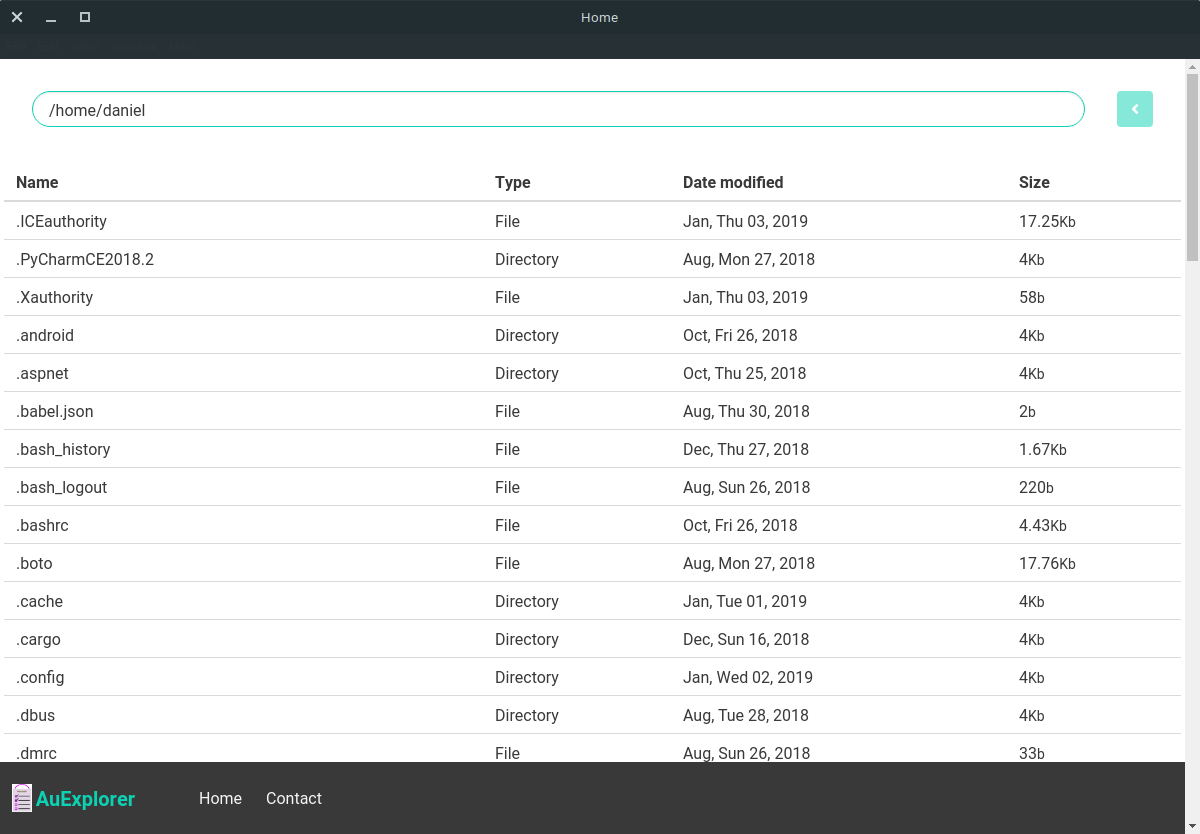 Home
/home/daniel
Name Type Date modified Size
.ICEauthority File Jan, Thu 03, 2019 17.25Kb
.PyCharmCE2018.2 Directory Aug, Mon 27, 2018 4Kb
.Xauthority File Jan, Thu 03, 2019 58b
.android Directory Oct, Fri 26, 2018 4Kb
.aspnet Directory Oct, Thu 25, 2018 4Kb
.babel.json File Aug, Thu 30, 2018 2b
.bash_history File Dec, Thu 27, 2018 1.67Kb
.bash_logout File Aug, Sun 26, 2018 220b
.bashrc File Oct, Fri 26, 2018 4.43Kb
.boto File Aug, Mon 27, 2018 17.76Kb
.cache Directory Jan, Tue 01, 2019 4Kb
.cargo Directory Dec, Sun 16, 2018 4Kb
.config Directory Jan, Wed 02, 2019 4Kb
.dbus Directory Aug, Tue 28, 2018 4Kb
.dmrc File Aug, Sun 26, 2018 33b
AuExplorer Home Contact